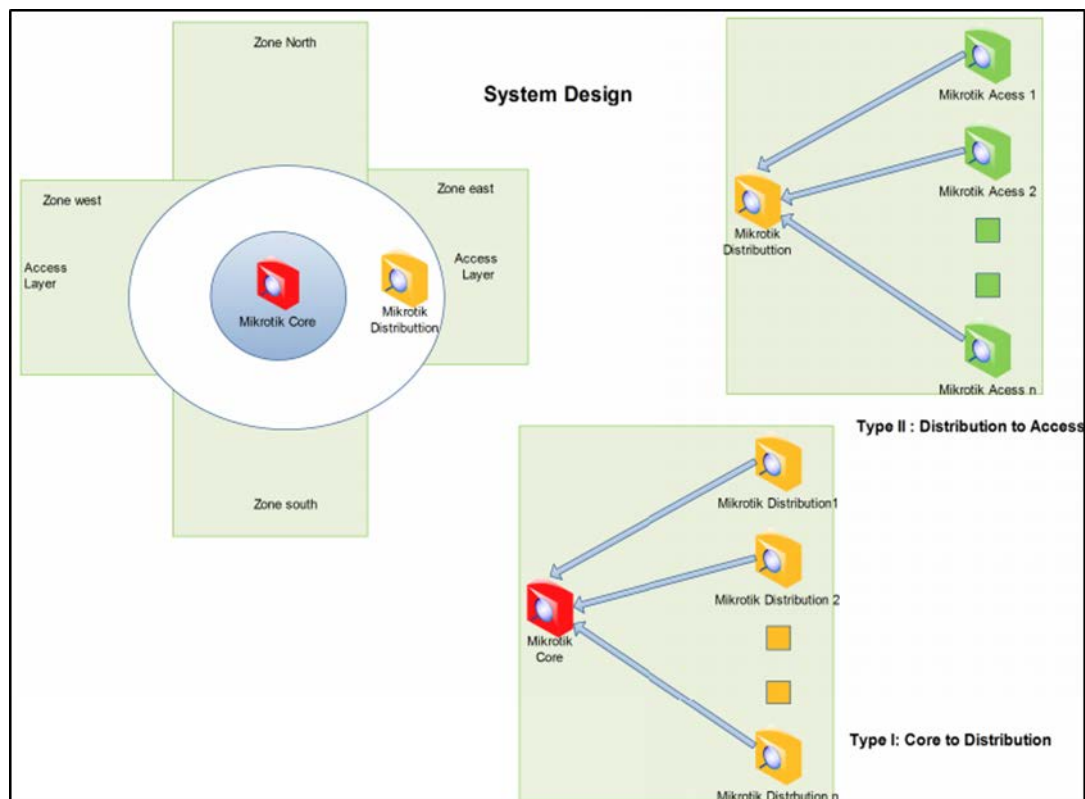 Zone North
System Design
Zone west
Zone east
Access
Layer
Access
Layer
Mikrotik Core
Mikrotik
Distributtion
Mikrotik Acess 1
Mikrotik Acess 2
Mikrotik
Distributtion
Mikrotik Acess n
Type II : Distribution to Access
Zone south
Mikrotik Distribution1
Mikrotik Distribution 2
Mikrotik
Core
Type I: Core to Distribution
Mikrotik Distrbution n